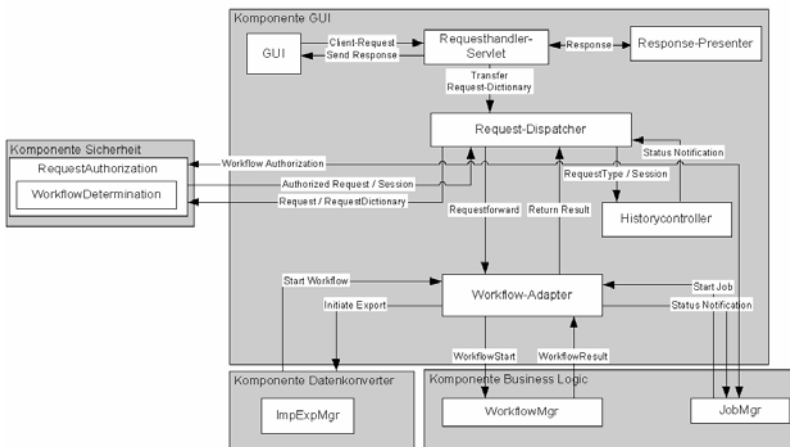 Komponente GUI
GUI
Client-Request
Send Response
Requesthandler-
Servlet
Response
Response-Presenter
Transfer
Request-Dictionary
Request-Dispatcher
Komponente Sicherheit
RequestAuthorization
WorkflowDetermination
Workflow Authorization
Status Notification
RequestType / Session
Authorized Request / Session
Request / RequestDictionary
Requestforward
Return Result
Historycontroller
Start Workflow
Workflow-Adapter
Start Job
Initiate Export
Status Notification
WorkflowStart
WorkflowResult
Komponente Datenkonverter
ImpExpMgr
Komponente Business Logic
WorkflowMgr
JobMgr